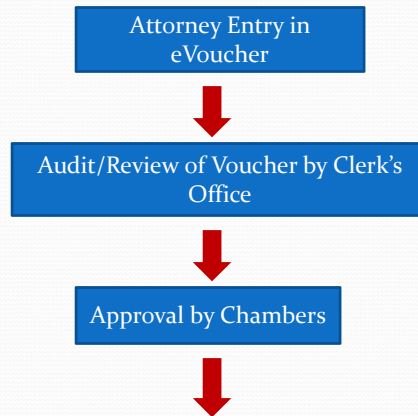 Attorney Entry in
eVoucher
Audit/Review of Voucher by Clerk's
Office
Approval by Chambers